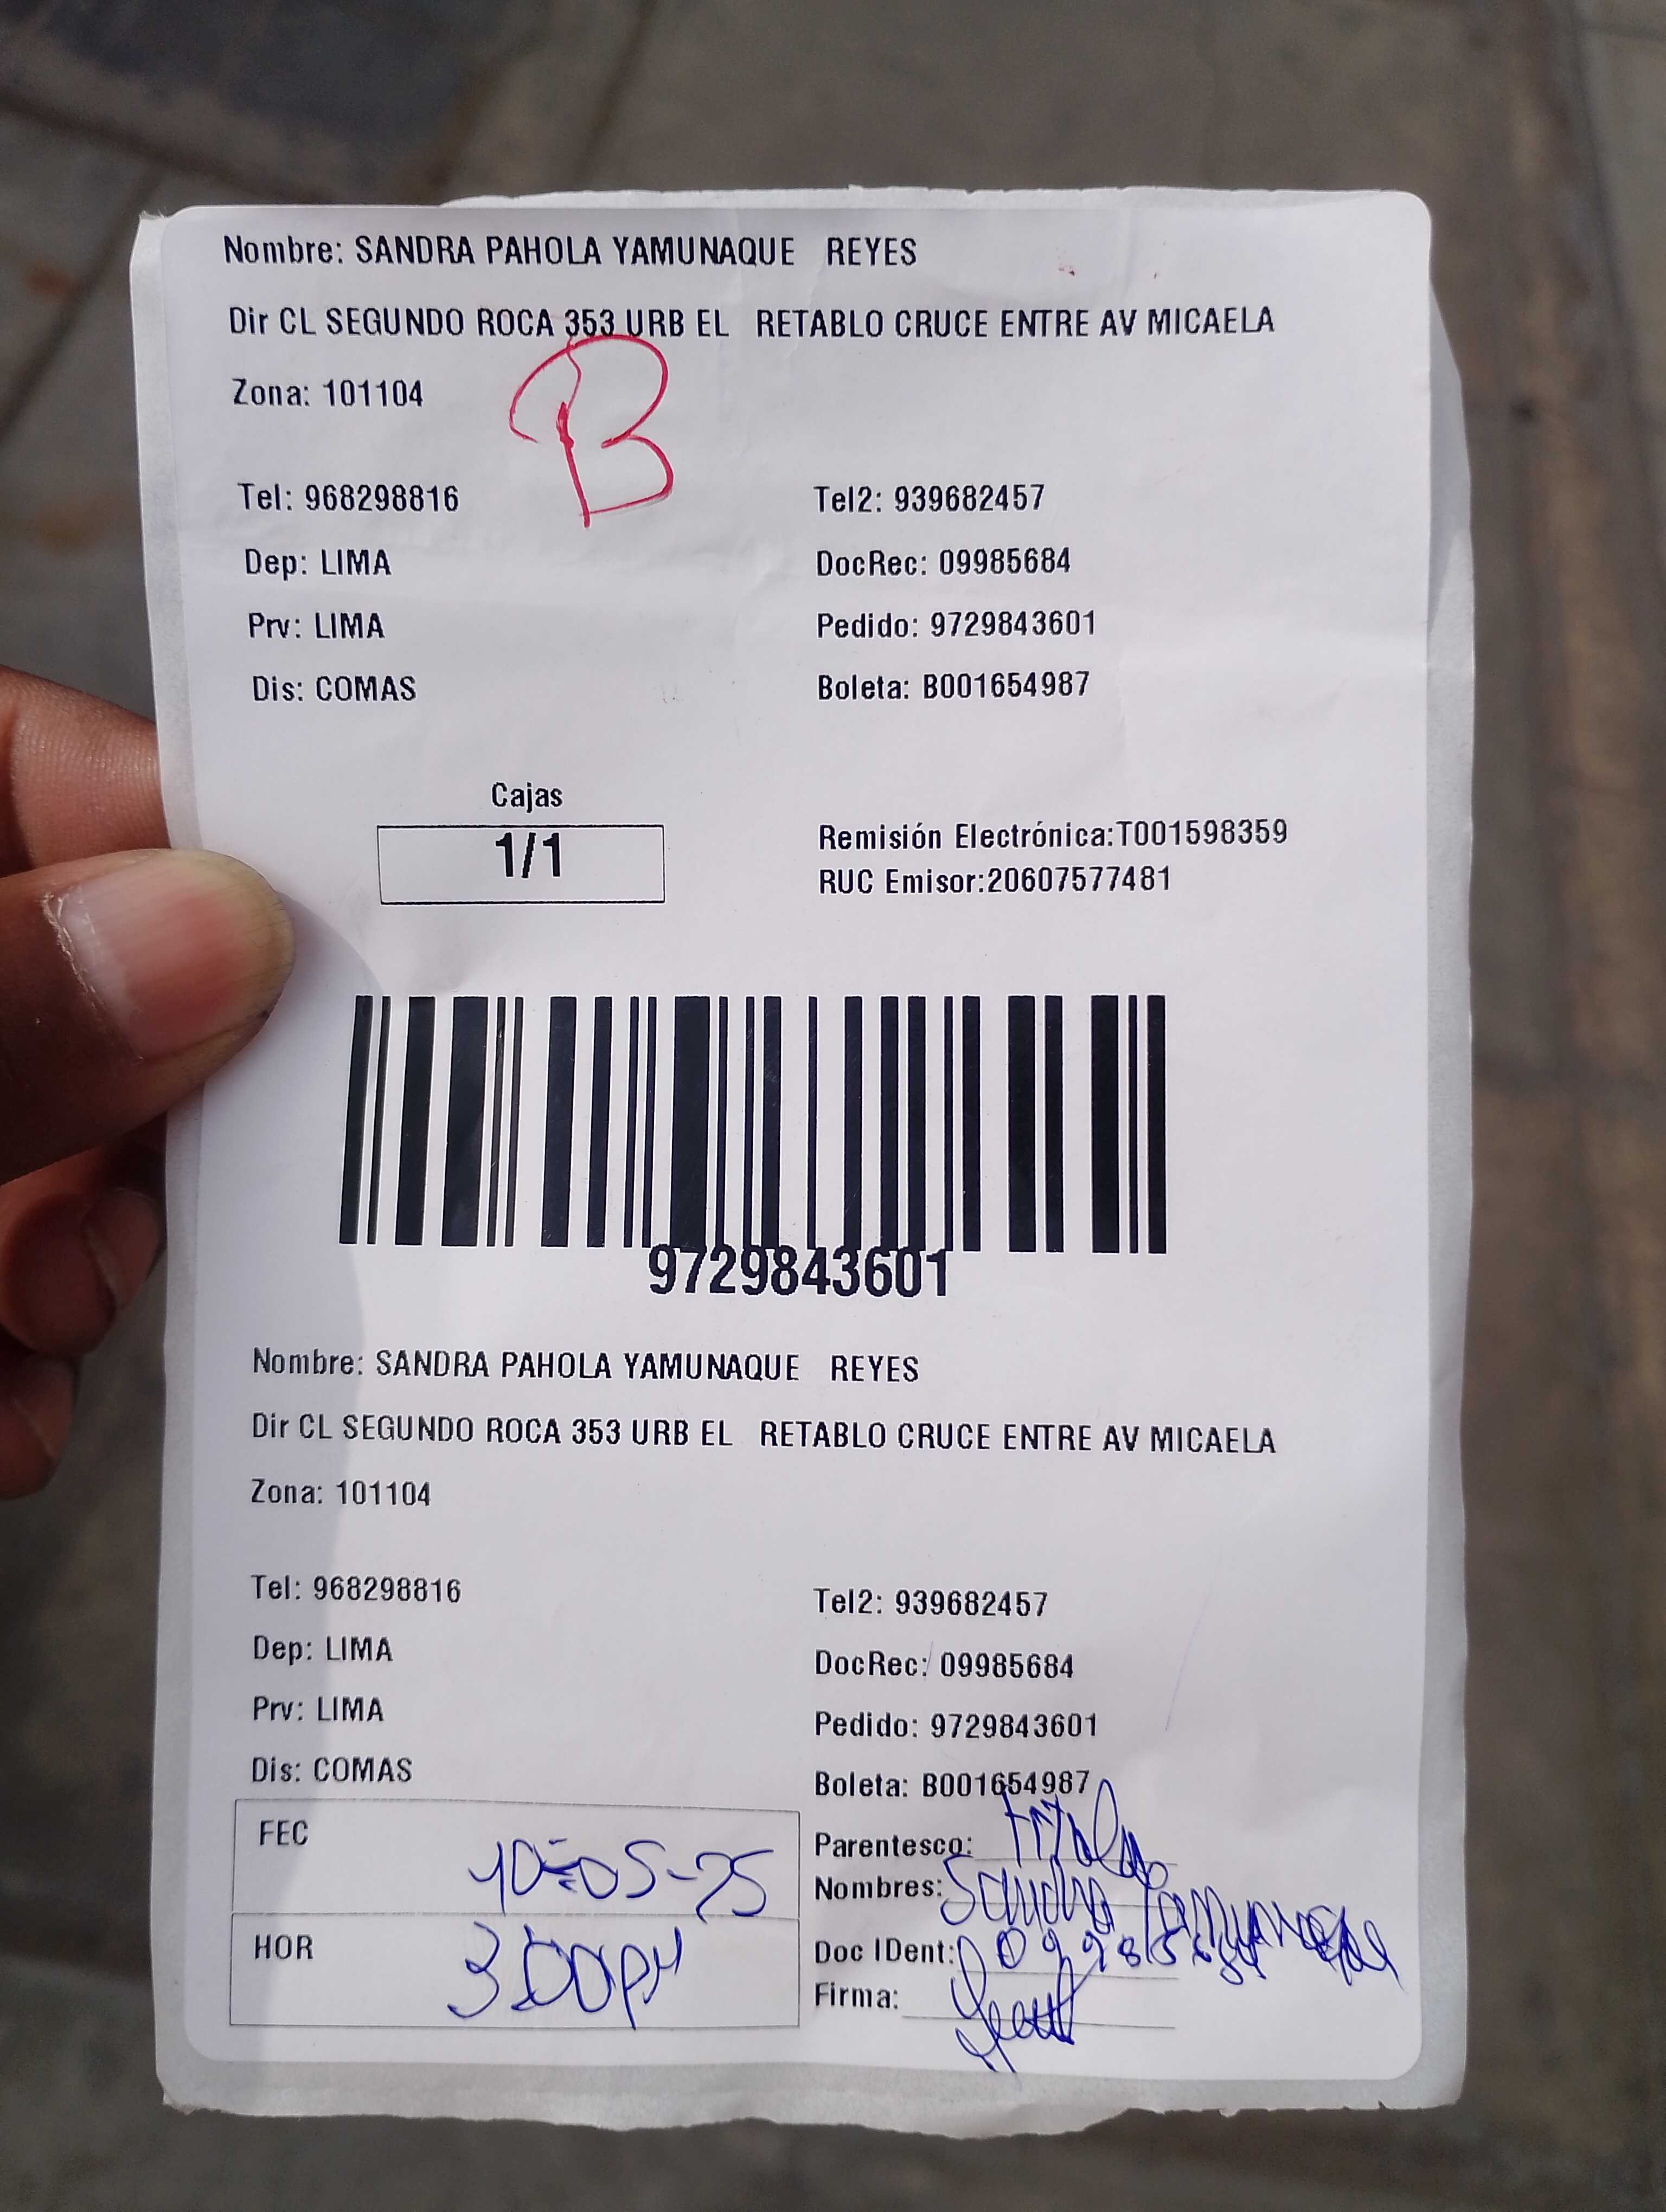 Nombre: SANDRA PAHOLA YAMUNAQUE REYES
Dir CL SEGUNDO ROCA 353 URB EL RETABLO CRUCE ENTRE AV MICAELA
Zona: 101104
B
Tel: 968298816 Tel2: 939682457
Dep: LIMA DocRec: 09985684
Prv: LIMA Pedido: 9729843601
Dis: COMAS Boleta: B001654987
Cajas
1/1
Remisión Electrónica:T001598359
RUC Emisor:20607577481
9729843601
Nombre: SANDRA PAHOLA YAMUNAQUE REYES
Dir CL SEGUNDO ROCA 353 URB EL RETABLO CRUCE ENTRE AV MICAELA
Zona: 101104
Tel: 968298816 Tel2: 939682457
Dep: LIMA DocRec: 09985684
Prv: LIMA Pedido: 9729843601
Dis: COMAS Boleta: B001654987
FEC 10-05-25
Parentesco:
Nombres: Sandra
HOR 3:00pm
Doc IDent:
Firma: